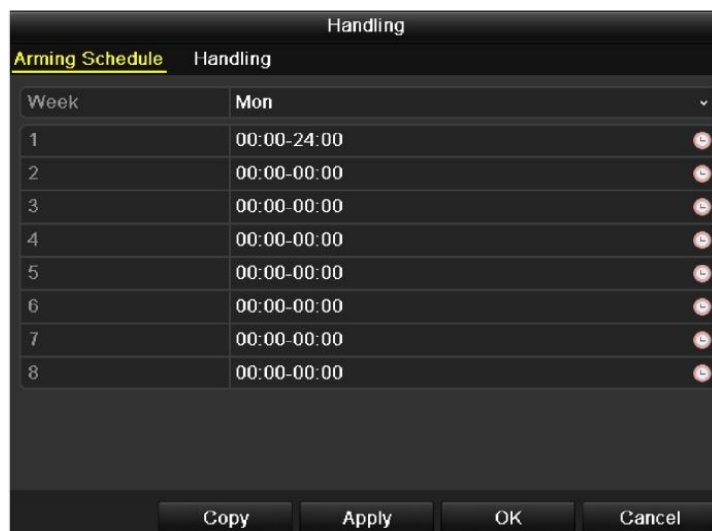 Handling
Arming Schedule Handling
Week Mon
1 00:00-24:00
2 00:00-00:00
3 00:00-00:00
4 00:00-00:00
5 00:00-00:00
6 00:00-00:00
7 00:00-00:00
8 00:00-00:00
Copy Apply OK Cancel